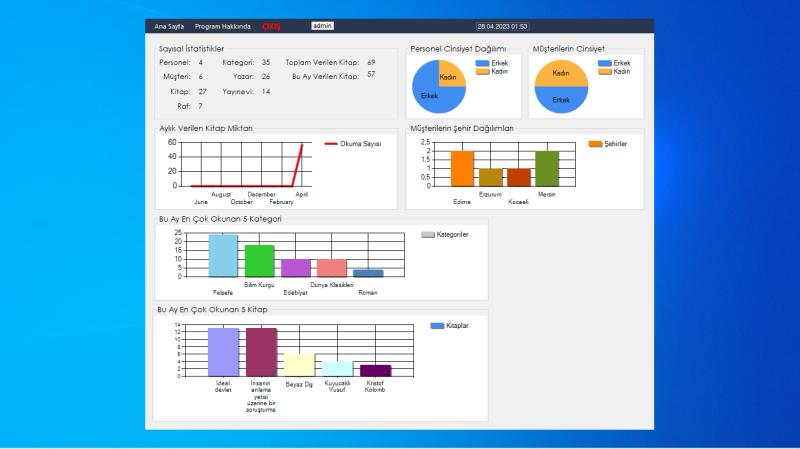 Ana Sayfa Program Hakkında ÇIKIŞ admin 28.04.2023 01:53
Sayısal İstatistikler
Personel: 4 Kategori: 35 Toplam Verilen Kitap: 69
Müşteri: 6 Yazar: 26 Bu Ay Verilen Kitap: 57
Kitap: 27 Yayınevi: 14
Raf: 7
Personel Cinsiyet Dağılımı
Kadın
Erkek
Erkek
Kadın
Müşterilerin Cinsiyet
Kadın
Erkek
Erkek
Kadın
Aylık Verilen Kitap Miktarı
60
40
20
0
August December April
June October February
Okuma Sayısı
Müşterilerin Şehir Dağılımları
2.5
2
1.5
1
0.5
0
Erzurum Mersin
Edirne Kocaeli
Şehirler
Bu Ay En Çok Okunan 5 Kategori
25
20
15
10
5
0
Bilim Kurgu Dünya Klasikleri
Felsefe Edebiyat Roman
Kategoriler
Bu Ay En Çok Okunan 5 Kitap
14
12
10
8
6
4
2
0
İdeal
devlet
İnsanın
anlama
yetisi
üzerine bir
soruşturma
Beyaz Diş
Kuyucaklı
Yusuf
Kristof
Kolomb
Kitaplar